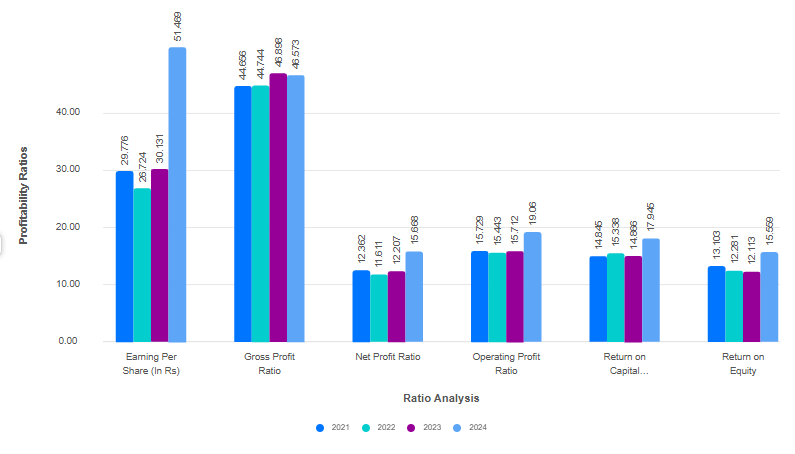 Profitability Ratios
40.00
30.00
20.00
10.00
0.00
29.776
26.724
30.131
51.469
44.656
44.744
46.898
46.573
12.362
11.611
12.207
15.668
15.729
15.443
15.712
19.06
14.845
15.338
14.866
17.945
13.103
12.281
12.113
15.559
Earning Per
Share (In Rs)
Gross Profit
Ratio
Net Profit Ratio
Operating Profit
Ratio
Return on
Capital...
Return on
Equity
Ratio Analysis
2021 2022 2023 2024